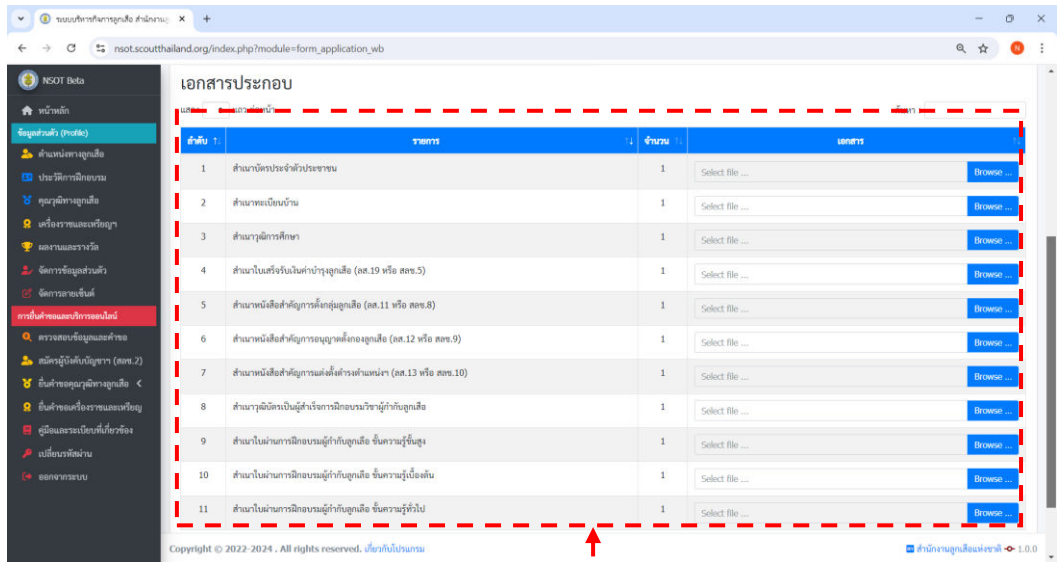 ระบบบริหารกิจการลูกเสือ สำนักงานลูก
nsot.scoutthailand.org/index.php?module=form_application_wb
N
NSOT Beta
หน้าหลัก
ข้อมูลส่วนตัว (Profile)
ตำแหน่งทางลูกเสือ
ประวัติการฝึกอบรม
คุณวุฒิทางลูกเสือ
เครื่องราชและเหรียญฯ
ผลงานและรางวัล
จัดการข้อมูลส่วนตัว
จัดการลายเซ็นต์
การยื่นคำขอและบริการออนไลน์
ตรวจสอบข้อมูลและคำขอ
สมัครผู้บังคับบัญชาฯ (สลช.2)
ยื่นคำขอคุณวุฒิทางลูกเสือ
ยื่นคำขอเครื่องราชและเหรียญ
คู่มือและระเบียบที่เกี่ยวข้อง
เปลี่ยนรหัสผ่าน
ออกจากระบบ
เอกสารประกอบ
ลำดับ รายการ จำนวน เอกสาร
1 สำเนาบัตรประจำตัวประชาชน 1 Select file ... Browse ...
2 สำเนาทะเบียนบ้าน 1 Select file ... Browse ...
3 สำเนาวุฒิการศึกษา 1 Select file ... Browse ...
4 สำเนาใบเสร็จรับเงินค่าบำรุงลูกเสือ (ลส.19 หรือ สลช.5) 1 Select file ... Browse ...
5 สำเนาหนังสือสำคัญการตั้งกลุ่มลูกเสือ (ลส.11 หรือ สลช.8) 1 Select file ... Browse ...
6 สำเนาหนังสือสำคัญการอนุญาตตั้งกองลูกเสือ (ลส.12 หรือ สลช.9) 1 Select file ... Browse ...
7 สำเนาหนังสือสำคัญการแต่งตั้งดำรงตำแหน่งฯ (ลส.13 หรือ สลช.10) 1 Select file ... Browse ...
8 สำเนาวุฒิบัตรเป็นผู้สำเร็จการฝึกอบรมวิชาผู้กำกับลูกเสือ 1 Select file ... Browse ...
9 สำเนาใบผ่านการฝึกอบรมผู้กำกับลูกเสือ ขั้นความรู้ชั้นสูง 1 Select file ... Browse ...
10 สำเนาใบผ่านการฝึกอบรมผู้กำกับลูกเสือ ขั้นความรู้เบื้องต้น 1 Select file ... Browse ...
11 สำเนาใบผ่านการฝึกอบรมผู้กำกับลูกเสือ ขั้นความรู้ทั่วไป 1 Select file ... Browse ...
Copyright © 2022-2024 . All rights reserved. เกี่ยวกับโปรแกรม
สำนักงานลูกเสือแห่งชาติ 1.0.0